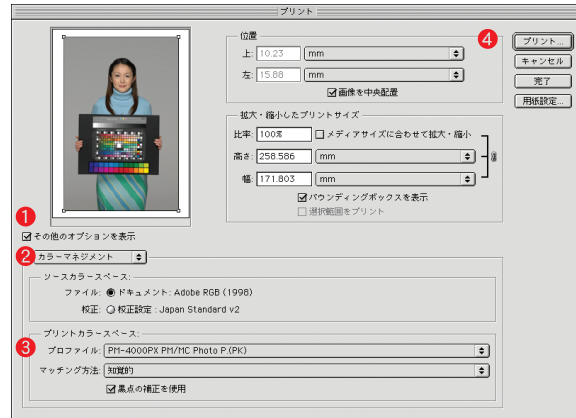 プリント
位置
上: 10.23 mm
左: 15.88 mm
画像を中央配置
拡大・縮小したプリントサイズ
比率: 100% メディアサイズに合わせて拡大・縮小
高さ: 258.586 mm
幅: 171.803 mm
バウンディングボックスを表示
選択範囲をプリント
4
プリント...
キャンセル
完了
用紙設定...
1
その他のオプションを表示
2 カラーマネジメント
ソースカラースペース:
ファイル: ドキュメント: Adobe RGB (1998)
校正: 校正設定 : Japan Standard v2
プリントカラースペース:
3
プロファイル: PM-4000PX PM/MC Photo P.(PK)
マッチング方法: 知覚的
黒点の補正を使用